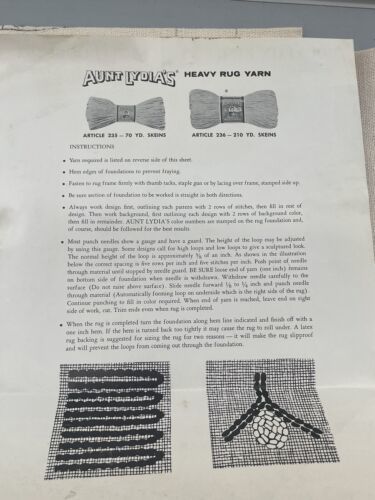 AUNT LYDIA'S HEAVY RUG YARN
ARTICLE 235 — 70 YD. SKEINS
ARTICLE 236 — 210 YD. SKEINS
INSTRUCTIONS
• Yarn required is listed on reverse side of this sheet.
• Hem edges of foundations to prevent fraying.
• Fasten to rug frame firmly with thumb tacks, staple gun or by lacing over frame, stamped side up.
• Be sure section of foundation to be worked is straight in both directions.
• Always work design first, outlining each pattern with 2 rows of stitches, then fill in rest of
design. Then work background, first outlining each design with 2 rows of background color,
then fill in remainder. AUNT LYDIA'S color numbers are stamped on the rug foundation and,
of course, should be followed for the best results.
• Most punch needles show a gauge and have a guard. The height of the loop may be adjusted
by using this gauge. Some designs call for high loops and low loops to give a sculptured look.
The normal height of the loop is approximately of an inch. As shown in the illustration
below the correct spacing is five rows per inch and five stitches per inch. Push point of needle
through material until stopped by needle guard. BE SURE loose end of yarn (one inch) remains
on bottom side of foundation when needle is withdrawn. Withdraw needle carefully to the
surface (Do not raise above surface). Slide needle forward to inch and punch needle
through material (Automatically forming loop on underside which is the right side of the rug).
Continue punching to fill in color required. When end of yarn is reached, leave end on right
side of work, cut. Trim ends even when rug is completed.
• When the rug is completed turn the foundation along hem line indicated and finish off with a
one inch hem. If the hem is turned back too tightly it may cause the rug to roll under. A latex
rug backing is suggested for sizing the rug for two reasons — it will make the rug slipproof
and will prevent the loops from coming out through the foundation.